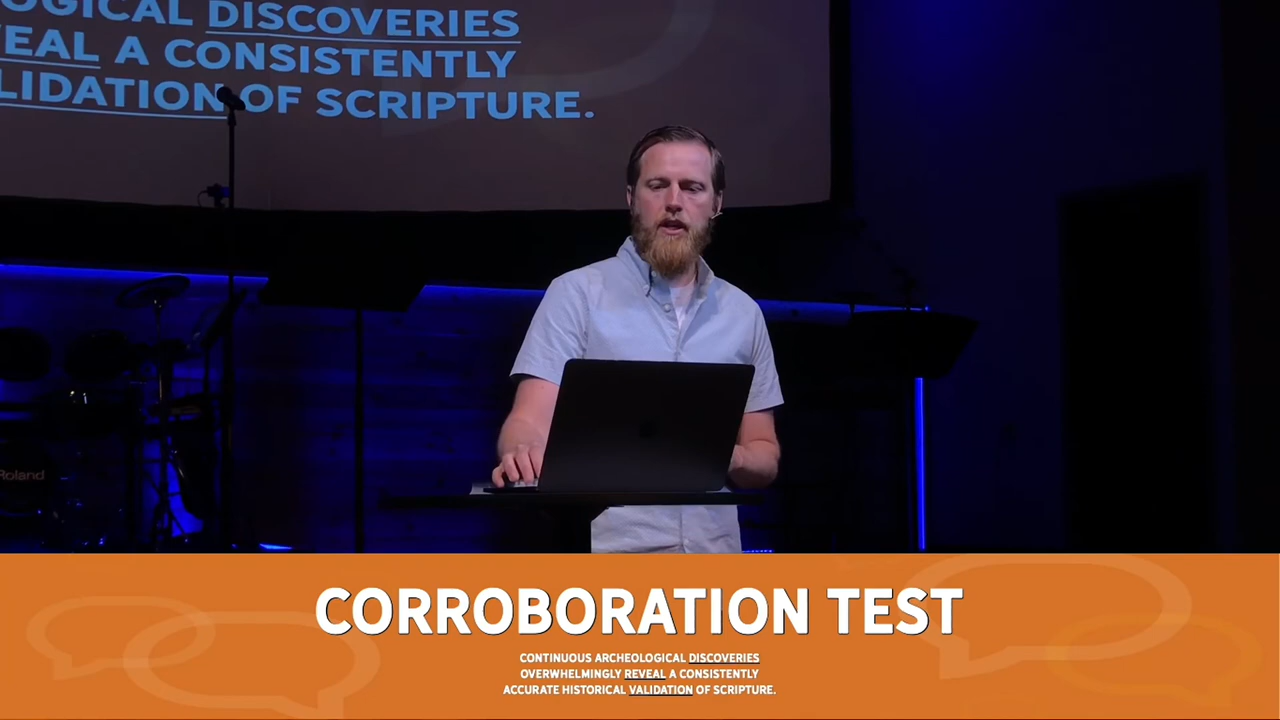 OGICAL DISCOVERIES
EAL A CONSISTENTLY
LIDATION OF SCRIPTURE.
Roland
CORROBORATION TEST
CONTINUOUS ARCHEOLOGICAL DISCOVERIES
OVERWHELMINGLY REVEAL A CONSISTENTLY
ACCURATE HISTORICAL VALIDATION OF SCRIPTURE.